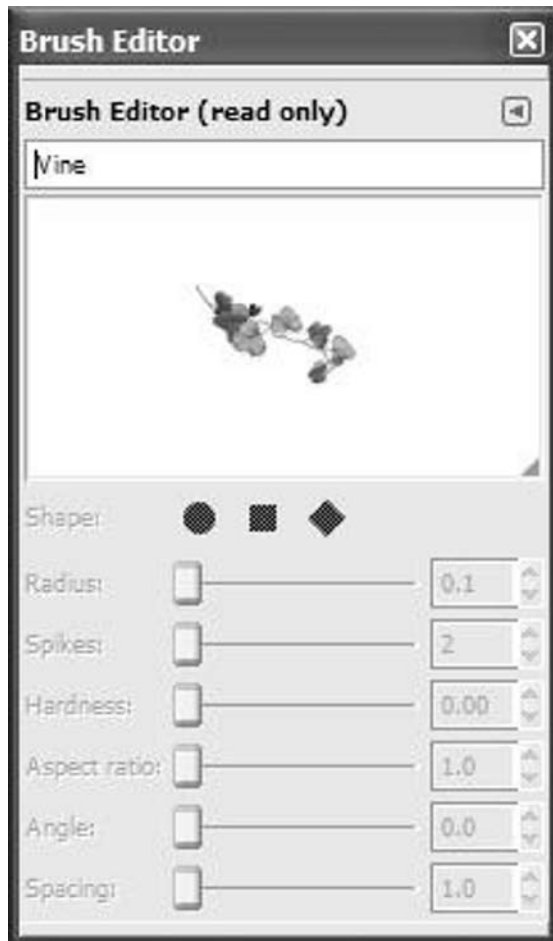 Brush Editor
Brush Editor (read only)
Vine
Shape:
Radius: 0.1
Spikes: 2
Hardness: 0.00
Aspect ratio: 1.0
Angle: 0.0
Spacing: 1.0